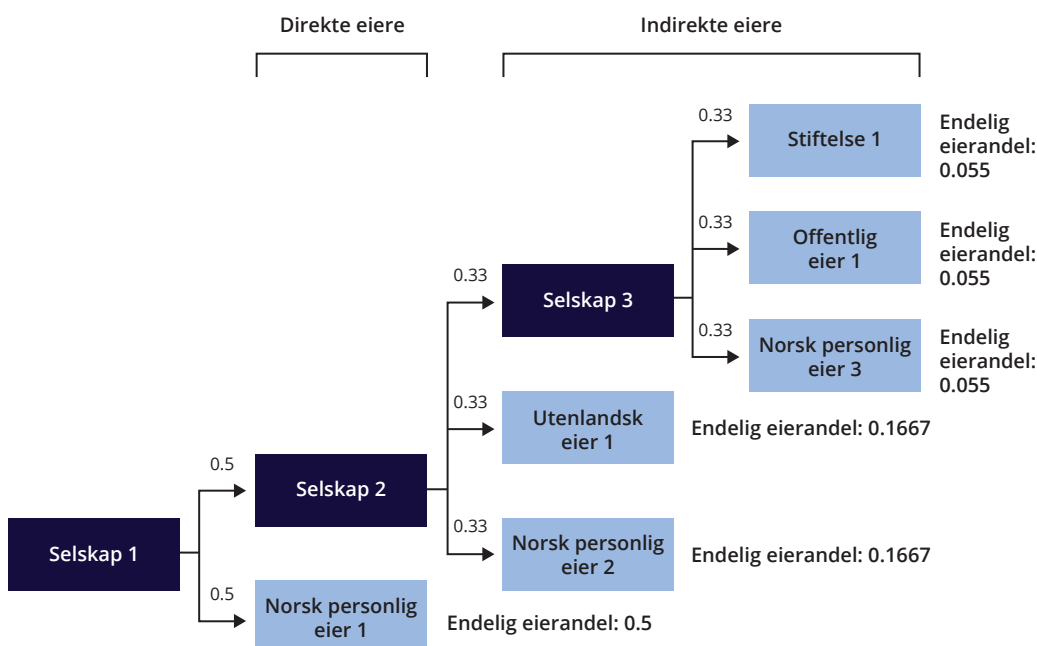 Direkte eiere
Indirekte eiere
0.33
Stiftelse 1
Endelig
eierandel:
0.055
0.33
Offentlig
eier 1
Endelig
eierandel:
0.055
0.33
Selskap 3
0.33
Norsk personlig
eier 3
Endelig
eierandel:
0.055
0.33
Utenlandsk
eier 1
Endelig eierandel: 0.1667
0.5
Selskap 2
0.33
Norsk personlig
eier 2
Endelig eierandel: 0.1667
Selskap 1
0.5
Norsk personlig
eier 1
Endelig eierandel: 0.5